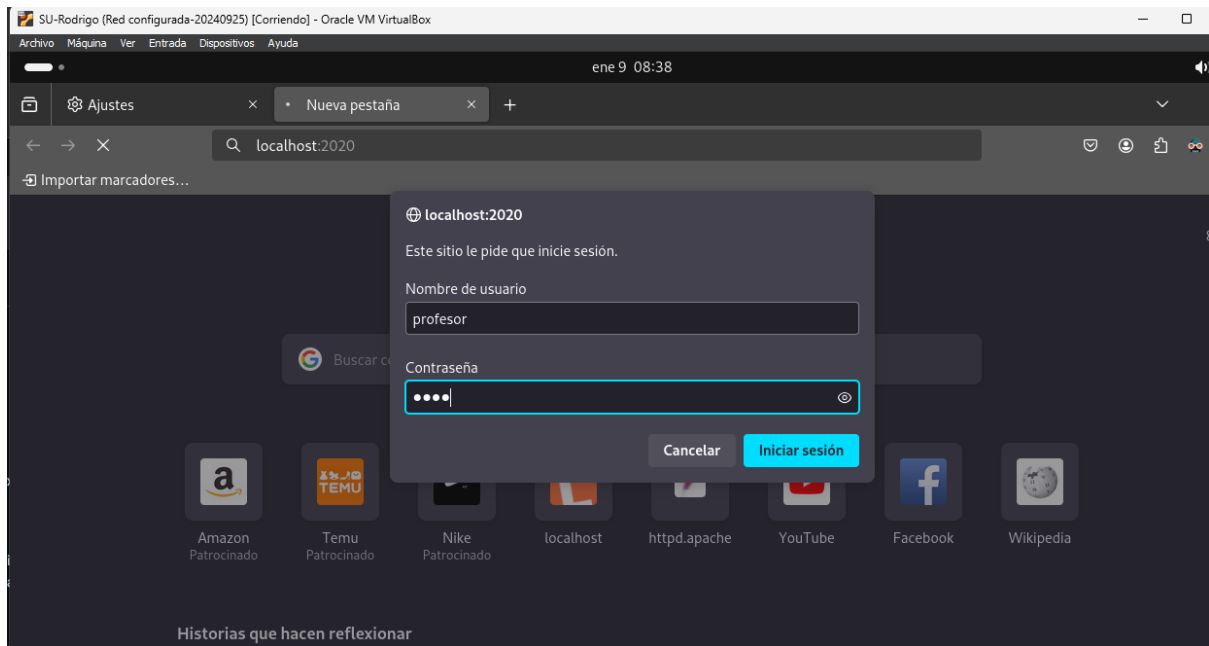 SU-Rodrigo (Red configurada-20240925) [Corriendo] - Oracle VM VirtualBox
Archivo Máquina Ver Entrada Dispositivos Ayuda
ene 9 08:38
Ajustes
Nueva pestaña
localhost:2020
Importar marcadores...
localhost:2020
Este sitio le pide que inicie sesión.
Nombre de usuario
profesor
Buscar
Contraseña
••••
Cancelar
Iniciar sesión
a
TEMU
Amazon
Patrocinado
Temu
Patrocinado
Nike
Patrocinado
localhost
httpd.apache
YouTube
Facebook
Wikipedia
Historias que hacen reflexionar